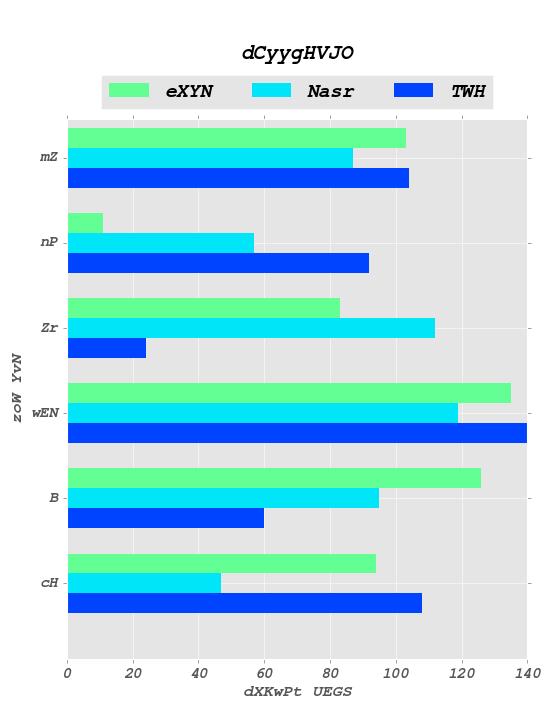 dCyygHVJO
eXYN Nasr TWH
mZ
nP
Zr
wEN
B
cH
zoW YvN
0 20 40 60 80 100 120 140
dXKwPt UEGS